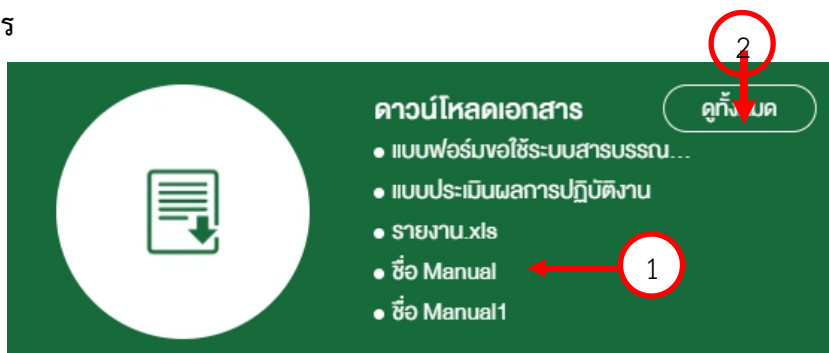 ร
2
ดาวน์โหลดเอกสาร ดูทั้งหมด
● แบบฟอร์มขอใช้ระบบสารบรรณ...
● แบบประเมินผลการปฏิบัติงาน
● รายงาน.xls
● ชื่อ Manual 1
● ชื่อ Manual1